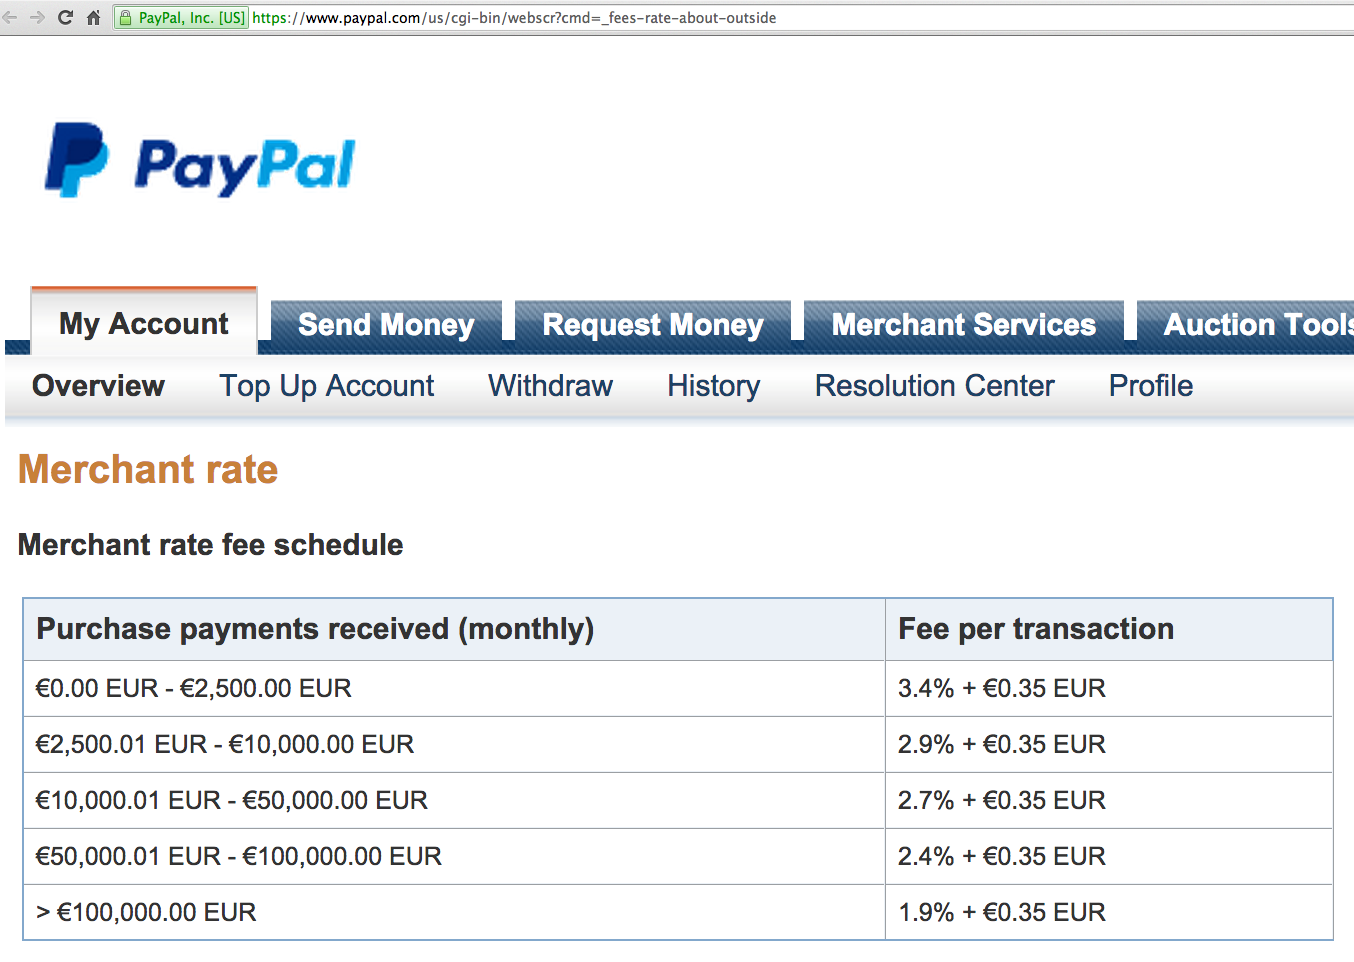 PayPal, Inc. [US] https://www.paypal.com/us/cgi-bin/webscr?cmd=_fees-rate-about-outside
PayPal
My Account Send Money Request Money Merchant Services Auction Tools
Overview Top Up Account Withdraw History Resolution Center Profile
Merchant rate
Merchant rate fee schedule
Purchase payments received (monthly) Fee per transaction
€0.00 EUR - €2,500.00 EUR 3.4% + €0.35 EUR
€2,500.01 EUR - €10,000.00 EUR 2.9% + €0.35 EUR
€10,000.01 EUR - €50,000.00 EUR 2.7% + €0.35 EUR
€50,000.01 EUR - €100,000.00 EUR 2.4% + €0.35 EUR
> €100,000.00 EUR 1.9% + €0.35 EUR